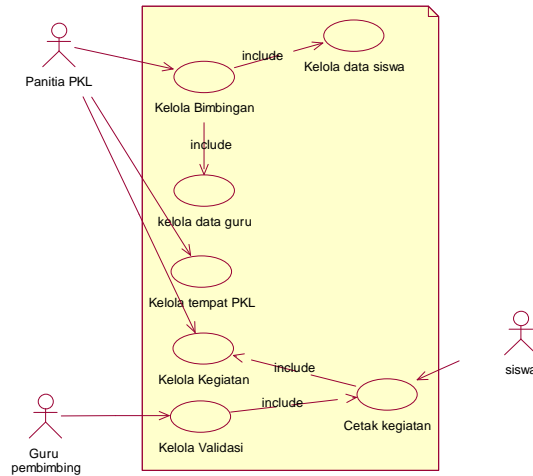 include
Kelola data siswa
Panitia PKL
Kelola Bimbingan
include
kelola data guru
Kelola tempat PKL
include
siswa
Kelola Kegiatan
include
Cetak kegiatan
Kelola Validasi
Guru
pembimbing